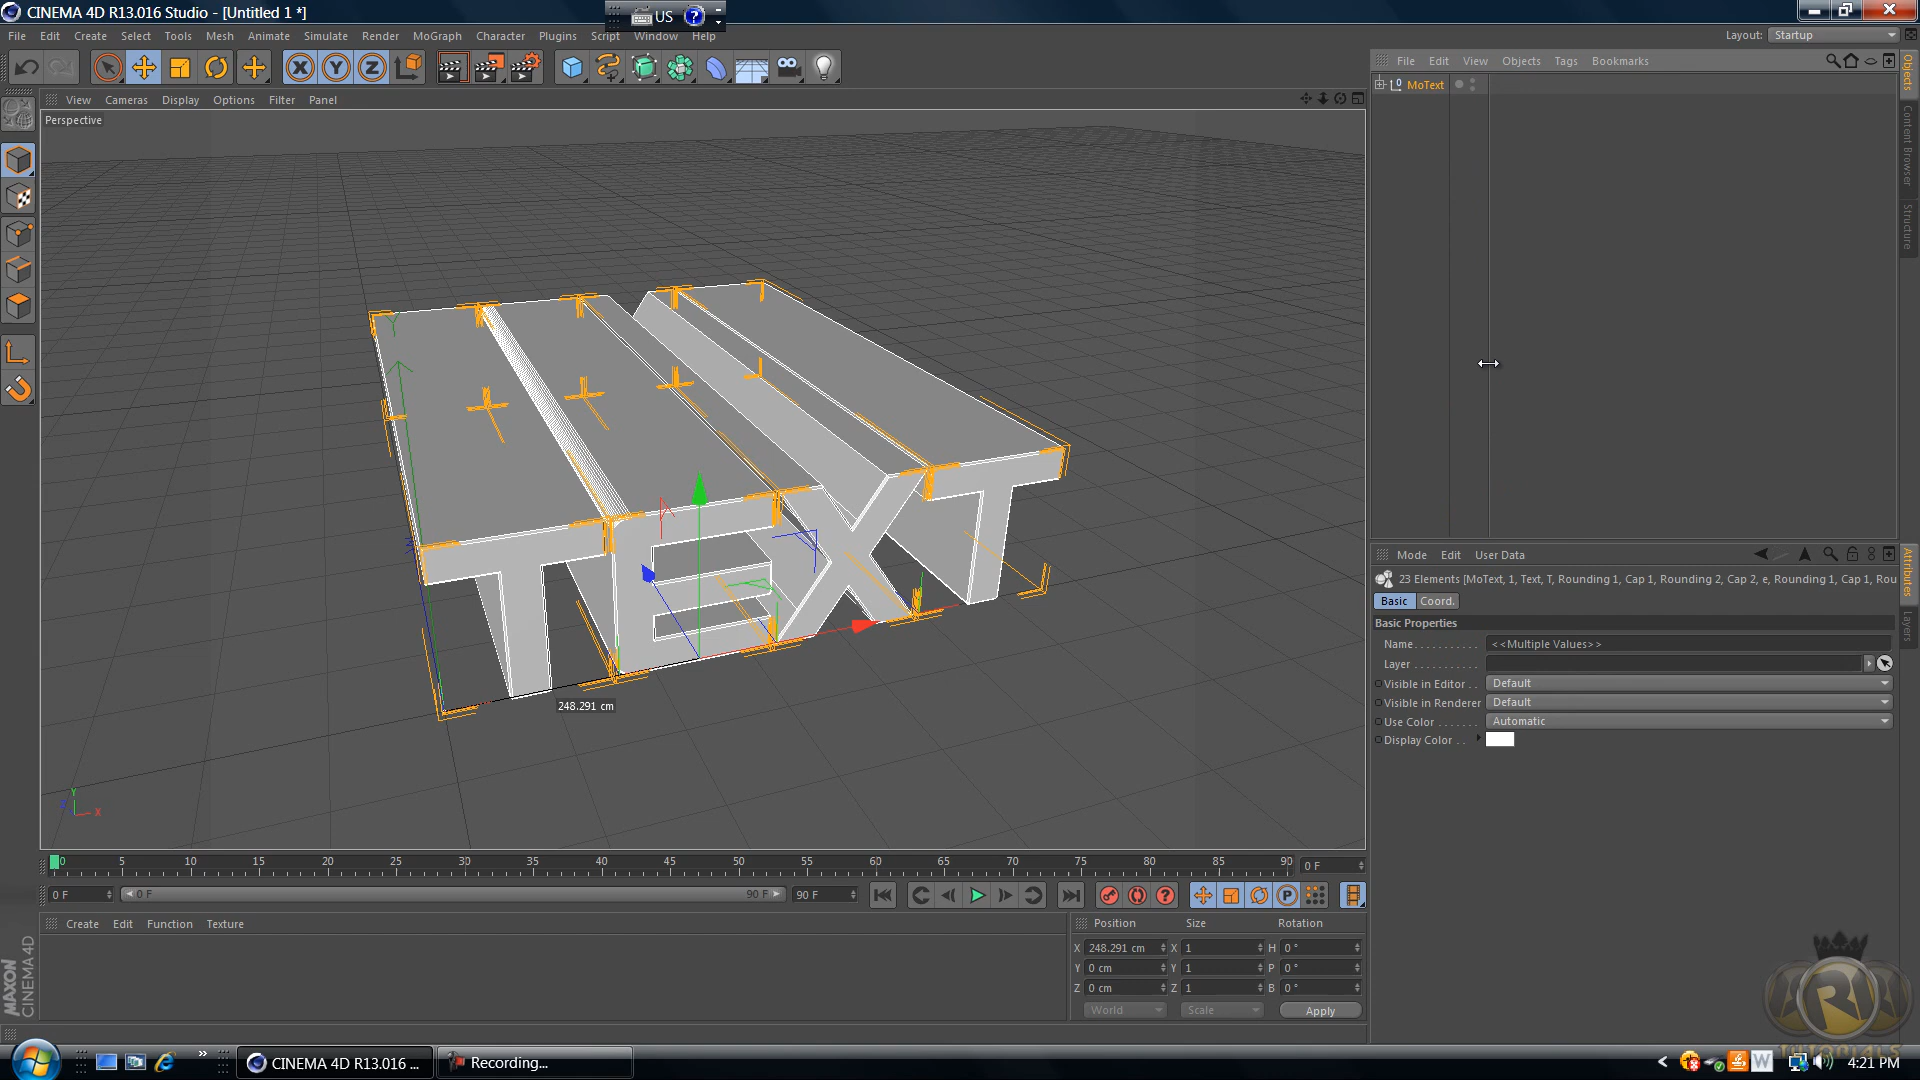 CINEMA 4D R13.016 Studio - [Untitled 1 *]
US
File Edit Create Select Tools Mesh Animate Simulate Render MoGraph Character Plugins Script Window Help
Layout: Startup
X Y Z
File Edit View Objects Tags Bookmarks
MoText
Objects
Content Browser
Structure
View Cameras Display Options Filter Panel
Perspective
248.291 cm
Y
Z X
Mode Edit User Data
23 Elements [MoText, 1, Text, T, Rounding 1, Cap 1, Rounding 2, Cap 2, e, Rounding 1, Cap 1, Rou
Basic Coord.
Attributes
Layers
Basic Properties
Name . . . . . . . . . . . <<Multiple Values>>
Layer . . . . . . . . . . .
Visible in Editor . . Default
Visible in Renderer Default
Use Color . . . . . . . Automatic
Display Color . .
0 5 10 15 20 25 30 35 40 45 50 55 60 65 70 75 80 85 90 0 F
0 F 0 F 90 F 90 F
Create Edit Function Texture
Position Size Rotation
X 248.291 cm X 1 H 0 °
Y 0 cm Y 1 P 0 °
Z 0 cm Z 1 B 0 °
World Scale Apply
MAXON
CINEMA 4D
R
TUTORIALS
CINEMA 4D R13.016 ...
Recording...
4:21 PM